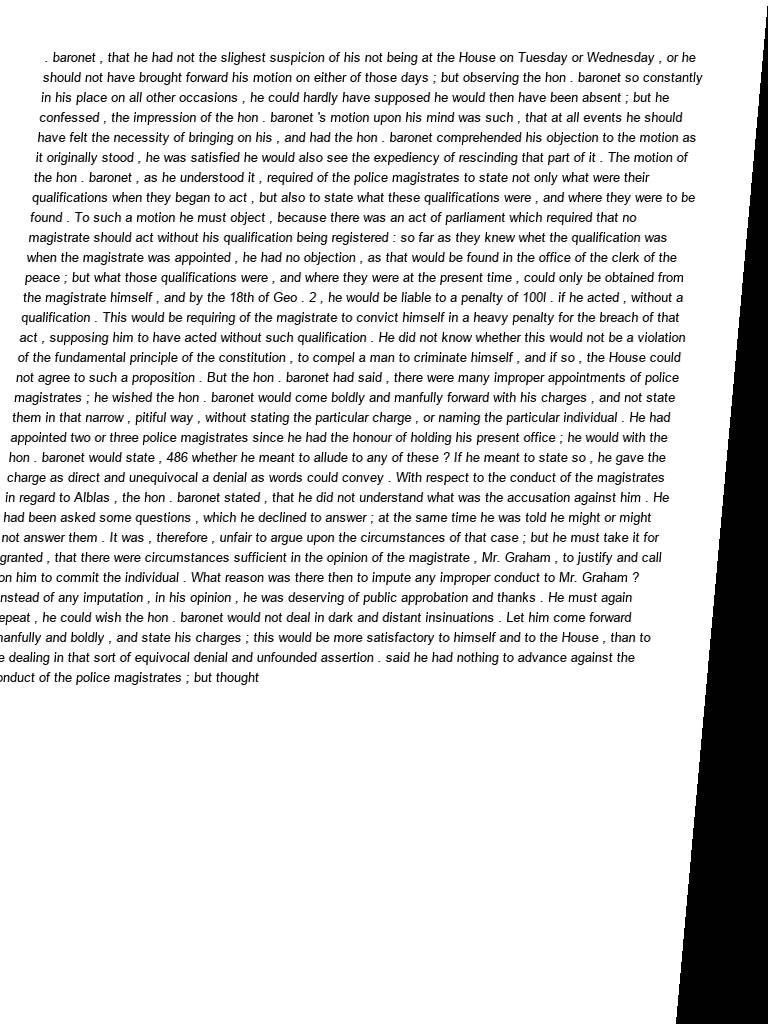 . baronet , that he had not the slighest suspicion of his not being at the House on Tuesday or Wednesday , or he
should not have brought forward his motion on either of those days ; but observing the hon . baronet so constantly
in his place on all other occasions , he could hardly have supposed he would then have been absent ; but he
confessed , the impression of the hon . baronet 's motion upon his mind was such , that at all events he should
have felt the necessity of bringing on his , and had the hon . baronet comprehended his objection to the motion as
it originally stood , he was satisfied he would also see the expediency of rescinding that part of it . The motion of
the hon . baronet , as he understood it , required of the police magistrates to state not only what were their
qualifications when they began to act , but also to state what these qualifications were , and where they were to be
found . To such a motion he must object , because there was an act of parliament which required that no
magistrate should act without his qualification being registered : so far as they knew whet the qualification was
when the magistrate was appointed , he had no objection , as that would be found in the office of the clerk of the
peace ; but what those qualifications were , and where they were at the present time , could only be obtained from
the magistrate himself , and by the 18th of Geo . 2 , he would be liable to a penalty of 100l . if he acted , without a
qualification . This would be requiring of the magistrate to convict himself in a heavy penalty for the breach of that
act , supposing him to have acted without such qualification . He did not know whether this would not be a violation
of the fundamental principle of the constitution , to compel a man to criminate himself , and if so , the House could
not agree to such a proposition . But the hon . baronet had said , there were many improper appointments of police
magistrates ; he wished the hon . baronet would come boldly and manfully forward with his charges , and not state
them in that narrow , pitiful way , without stating the particular charge , or naming the particular individual . He had
appointed two or three police magistrates since he had the honour of holding his present office ; he would with the
hon . baronet would state , 486 whether he meant to allude to any of these ? If he meant to state so , he gave the
charge as direct and unequivocal a denial as words could convey . With respect to the conduct of the magistrates
in regard to Alblas , the hon . baronet stated , that he did not understand what was the accusation against him . He
had been asked some questions , which he declined to answer ; at the same time he was told he might or might
not answer them . It was , therefore , unfair to argue upon the circumstances of that case ; but he must take it for
granted , that there were circumstances sufficient in the opinion of the magistrate , Mr. Graham , to justify and call
on him to commit the individual . What reason was there then to impute any improper conduct to Mr. Graham ?
nstead of any imputation , in his opinion , he was deserving of public approbation and thanks . He must again
epeat , he could wish the hon . baronet would not deal in dark and distant insinuations . Let him come forward
manfully and boldly , and state his charges ; this would be more satisfactory to himself and to the House , than to
e dealing in that sort of equivocal denial and unfounded assertion . said he had nothing to advance against the
onduct of the police magistrates ; but thought